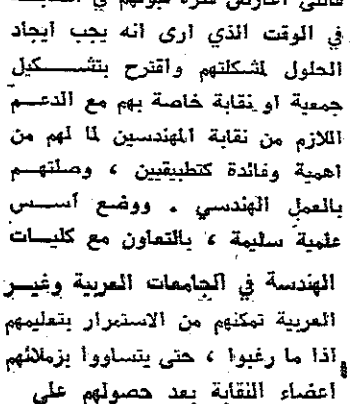 في الوقت الذي ارى انه يجب ايجاد
الحلول لمشكلتهم واقترح بتشكيل
جمعية او نقابة خاصة بهم مع الدعم
اللازم من نقابة المهندسين لما لهم من
اهمية وفائدة كتطبيقيين ، وصلتهم
بالعمل الهندسي . ووضع أسس
علمية سليمة ، بالتعاون مع كليات
الهندسة في الجامعات العربية وغير
العربية تمكنهم من الاستمرار بتعليمهم
اذا ما رغبوا ، حتى يتساووا بزملائهم
اعضاء النقابة بعد حصولهم على